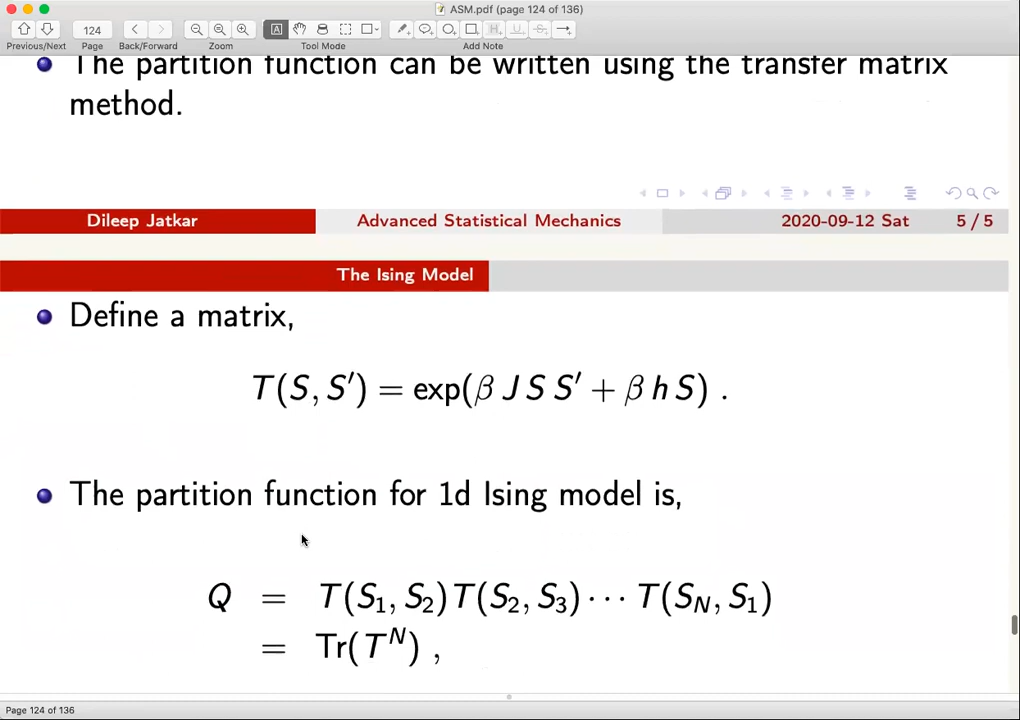 ASM.pdf (page 124 of 136)
124
Previous/Next Page Back/Forward Zoom Tool Mode Add Note
The partition function can be written using the transfer matrix
method.
Dileep Jatkar Advanced Statistical Mechanics 2020-09-12 Sat 5 / 5
The Ising Model
Define a matrix,
T(S, S′) = exp(β J S S′ + β h S) .
The partition function for 1d Ising model is,
Q = T(S₁, S₂)T(S₂, S₃)··· T(S_N, S₁)
= Tr(T^N) ,
Page 124 of 136